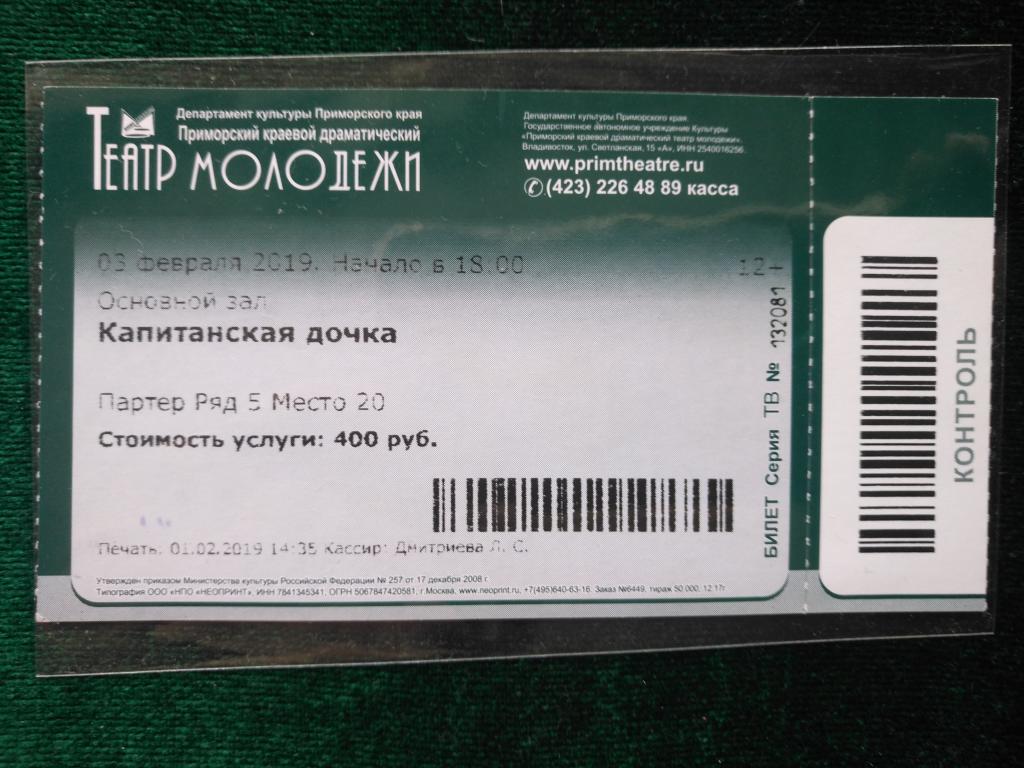 Департамент культуры Приморского края
Приморский краевой драматический
ТЕАТР МОЛОДЕЖИ
Департамент культуры Приморского края
Государственное автономное учреждение Культуры
«Приморский краевой драматический театр молодежи».
Владивосток, ул. Светланская, 15 «А», ИНН 2540016256
www.primtheatre.ru
✆(423) 226 48 89 касса
03 февраля 2019. Начало в 18:00
12+
Основной зал
Капитанская дочка
Партер Ряд 5 Место 20
Стоимость услуги: 400 руб.
Печать: 01.02.2019 14:35 Кассир: Дмитриева Л. С.
Утвержден приказом Министерства культуры Российской Федерации № 257 от 17 декабря 2008 г.
Типография ООО «НПО «НЕОПРИНТ», ИНН 7841345341, ОГРН 5067847420581, г.Москва, www.neoprint.ru, +7(495)640-63-16. Заказ №6449, тираж 50 000, 12.17г
БИЛЕТ Серия ТВ № 132081
КОНТРОЛЬ